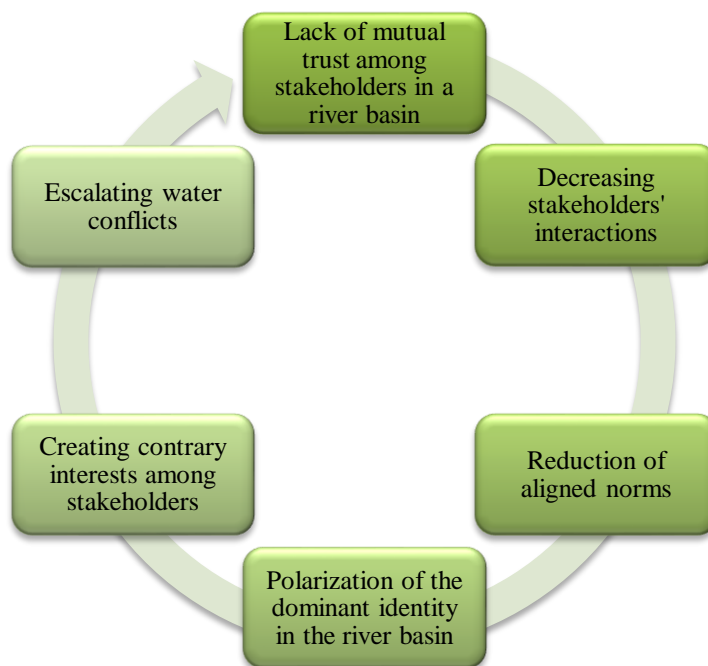 Lack of mutual
trust among
stakeholders in a
river basin
Decreasing
stakeholders'
interactions
Reduction of
aligned norms
Polarization of the
dominant identity
in the river basin
Creating contrary
interests among
stakeholders
Escalating water
conflicts